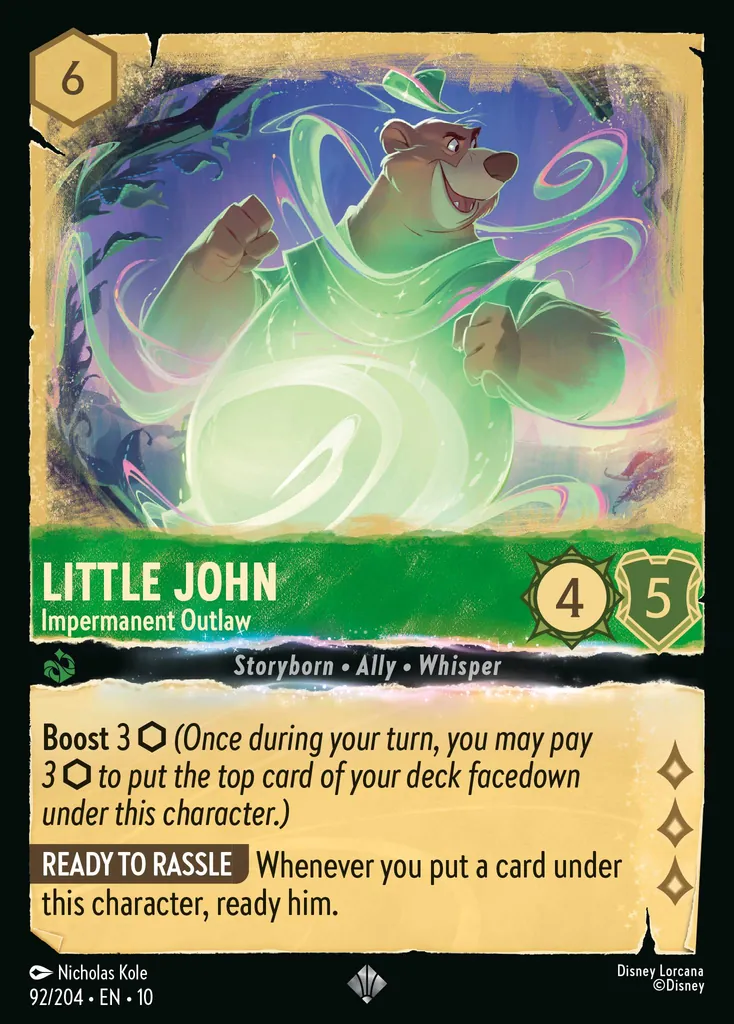 6
LITTLE JOHN
Impermanent Outlaw
4
5
Storyborn • Ally • Whisper
Boost 3 ⬡ (Once during your turn, you may pay
3 ⬡ to put the top card of your deck facedown
under this character.)
READY TO RASSLE Whenever you put a card under
this character, ready him.
Nicholas Kole
92/204 • EN • 10
Disney Lorcana
©Disney